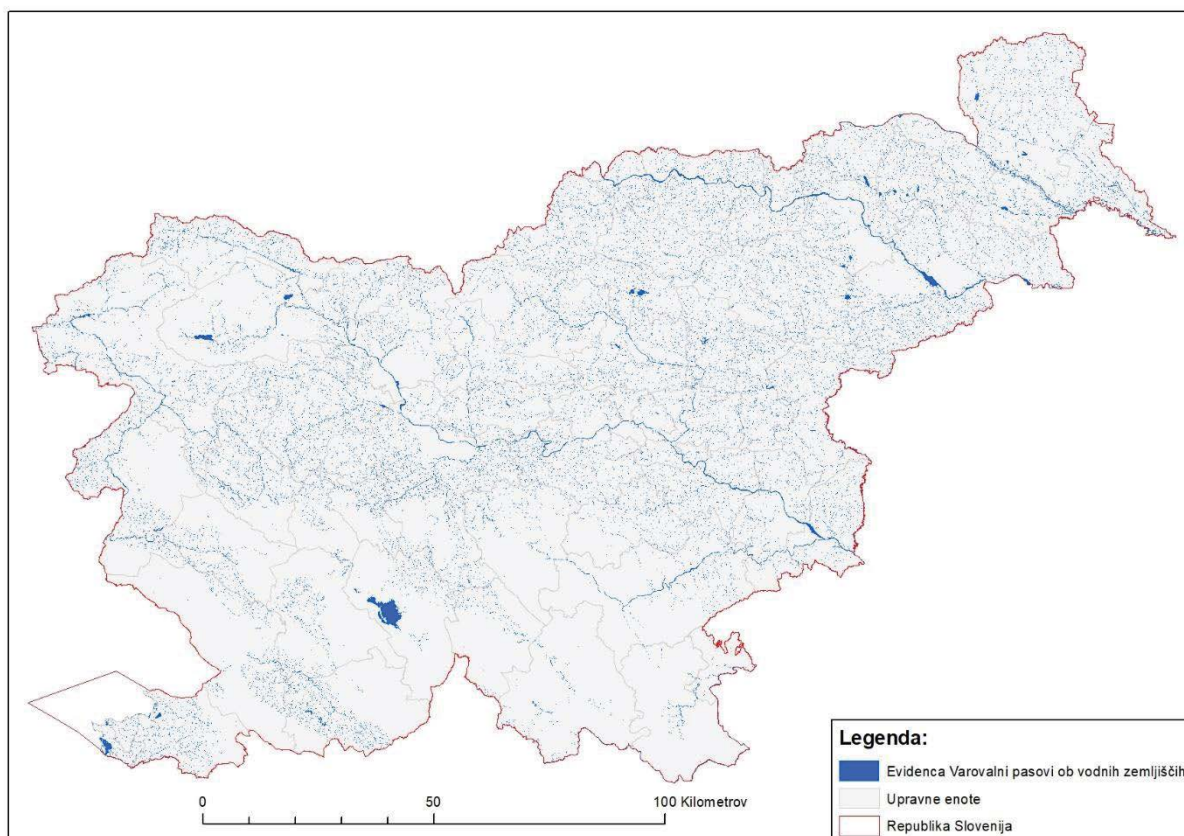 Legenda:
Evidenca Varovalni pasovi ob vodnih zemljiščih
Upravne enote
Republika Slovenija
0 50 100 Kilometrov